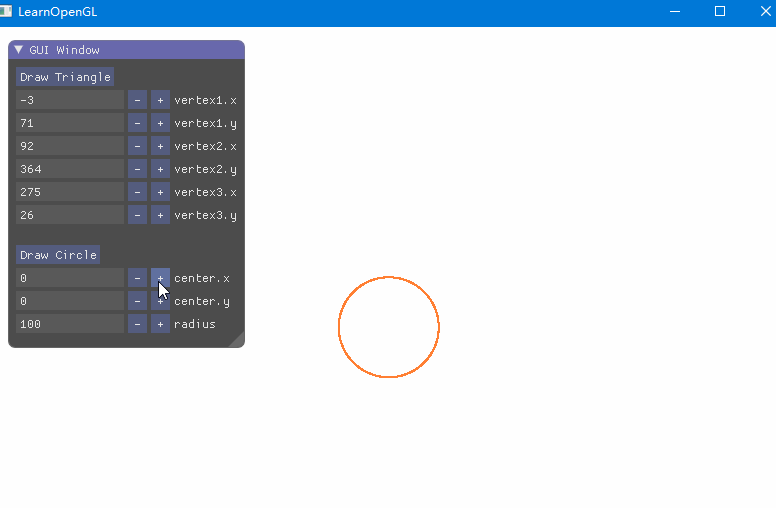 LearnOpenGL
GUI Window
Draw Triangle
-3 - + vertex1.x
71 - + vertex1.y
92 - + vertex2.x
364 - + vertex2.y
275 - + vertex3.x
26 - + vertex3.y
Draw Circle
0 - + center.x
0 - + center.y
100 - + radius